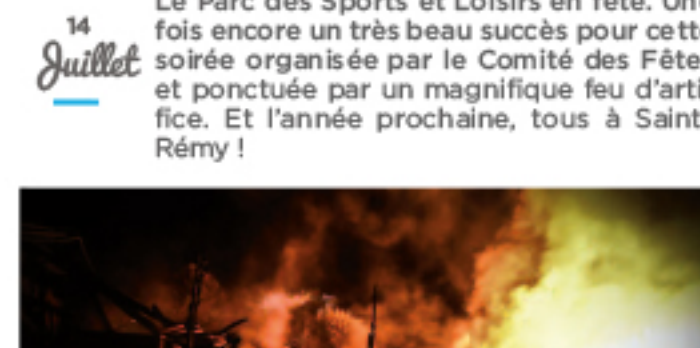 14
Juillet
Le Parc des Sports et Loisirs en fête. Une
fois encore un très beau succès pour cette
soirée organisée par le Comité des Fête
et ponctuée par un magnifique feu d'arti
fice. Et l'année prochaine, tous à Saint
Rémy !